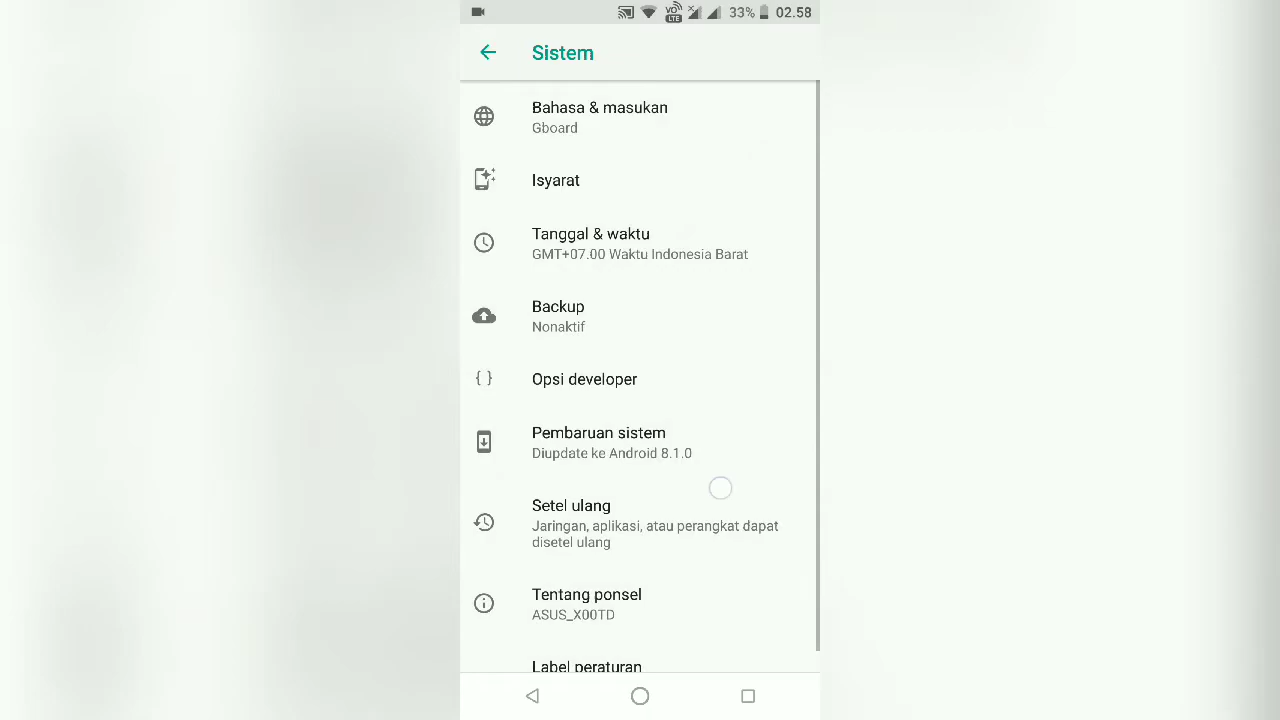 VO
LTE
33%
02.58
Sistem
Bahasa & masukan
Gboard
Isyarat
Tanggal & waktu
GMT+07.00 Waktu Indonesia Barat
Backup
Nonaktif
{ }
Opsi developer
Pembaruan sistem
Diupdate ke Android 8.1.0
Setel ulang
Jaringan, aplikasi, atau perangkat dapat
disetel ulang
Tentang ponsel
ASUS_X00TD
Label peraturan